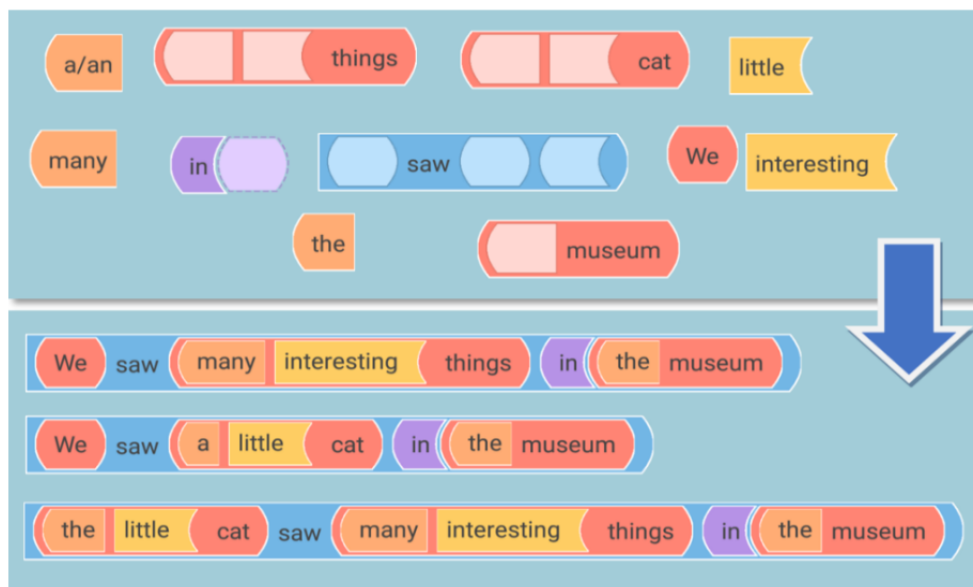 a/an things cat little
many in saw We interesting
the museum
We saw many interesting things in the museum
We saw a little cat in the museum
the little cat saw many interesting things in the museum